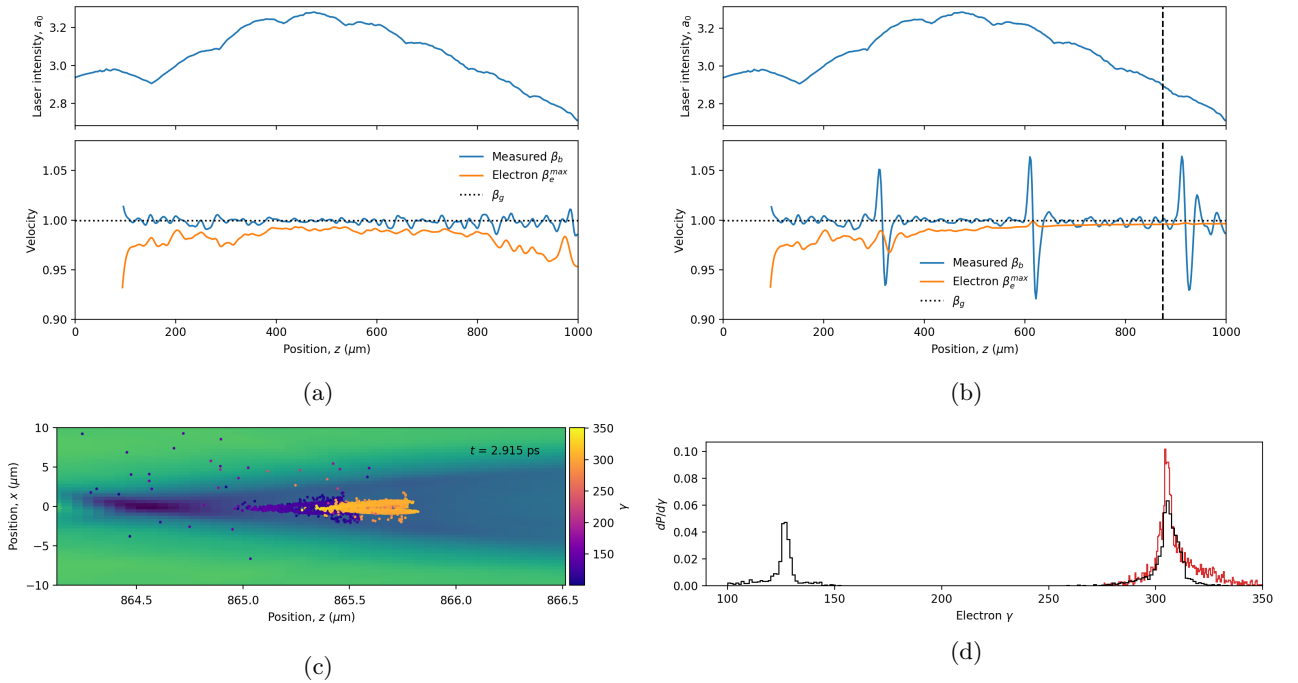 3.2
3.0
2.8
Laser intensity, a₀
1.05
1.00
0.95
0.90
Velocity
Measured β_b
Electron β_e^max
β_g
0 200 400 600 800 1000
Position, z (μm)
(a)
3.2
3.0
2.8
Laser intensity, a₀
1.05
1.00
0.95
0.90
Velocity
Measured β_b
Electron β_e^max
β_g
0 200 400 600 800 1000
Position, z (μm)
(b)
10
5
0
−5
−10
Position, x (μm)
t = 2.915 ps
864.5 865.0 865.5 866.0 866.5
Position, z (μm)
350
300
250
200
150
100
γ
(c)
0.10
0.08
0.06
0.04
0.02
0.00
dP/dγ
100 150 200 250 300 350
Electron γ
(d)